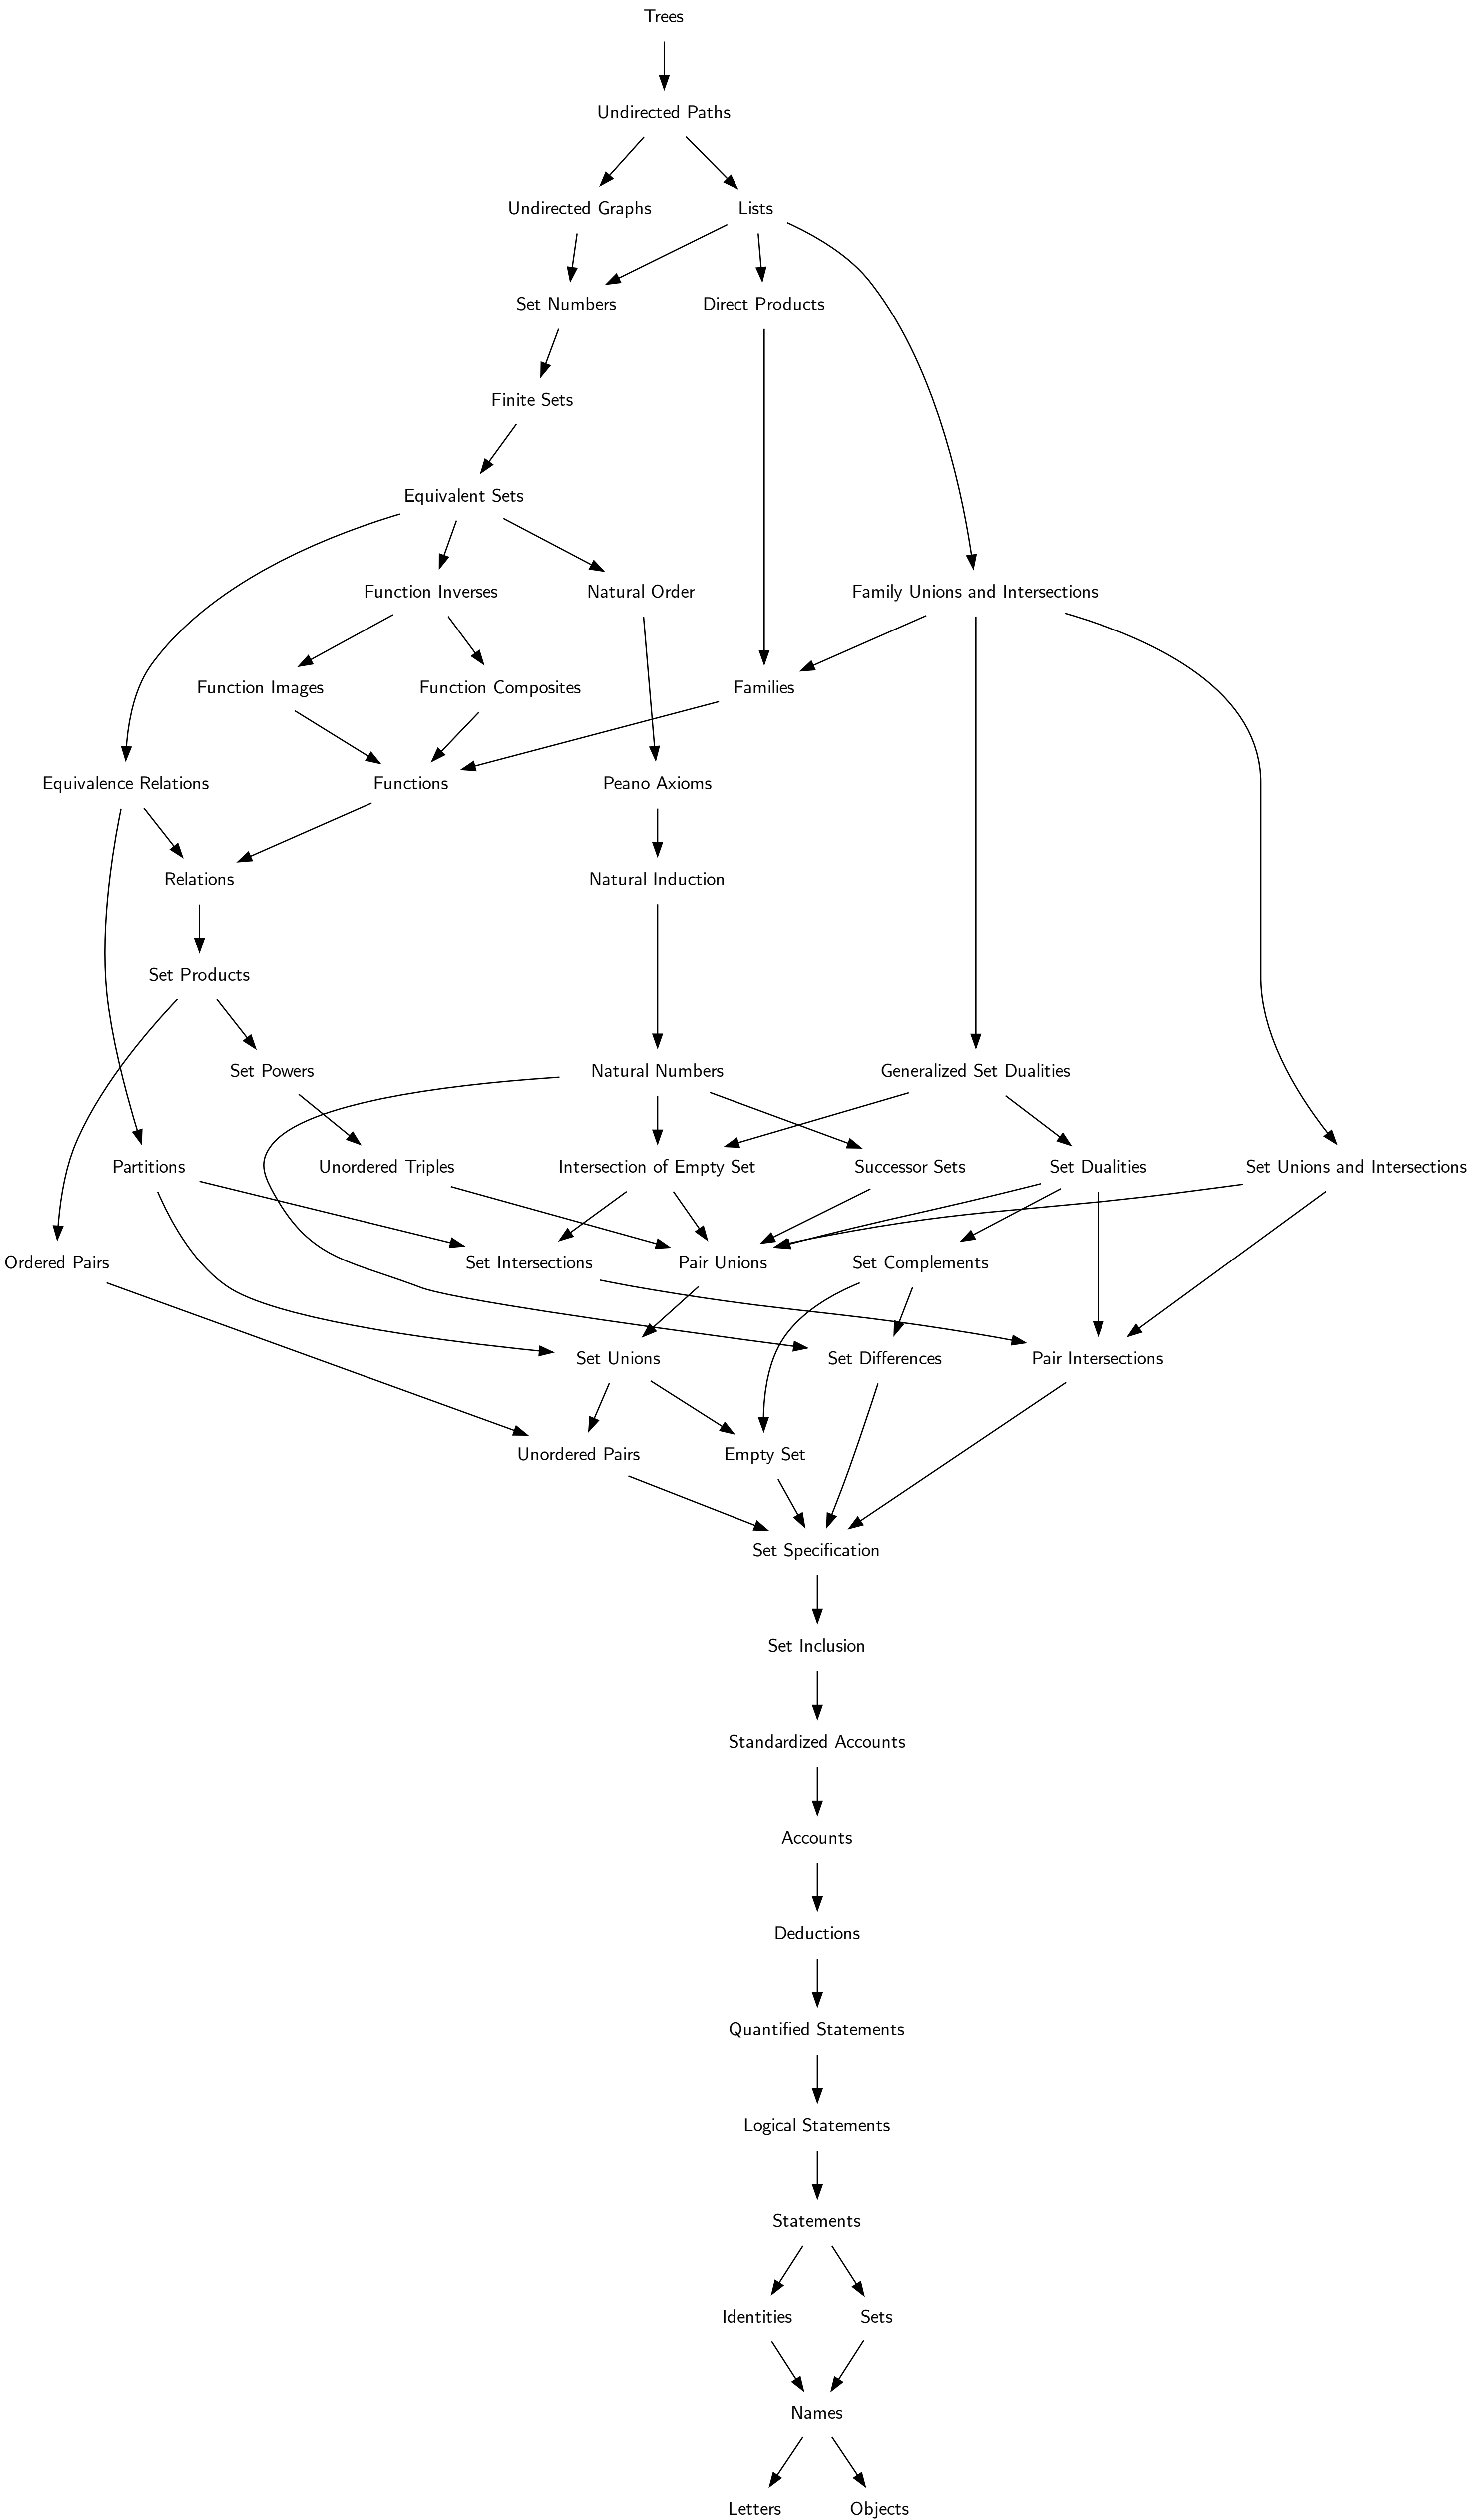 Trees
Undirected Paths
Undirected Graphs
Lists
Set Numbers
Direct Products
Finite Sets
Equivalent Sets
Function Inverses
Natural Order
Family Unions and Intersections
Function Images
Function Composites
Families
Equivalence Relations
Functions
Peano Axioms
Relations
Natural Induction
Set Products
Set Powers
Natural Numbers
Generalized Set Dualities
Partitions
Unordered Triples
Intersection of Empty Set
Successor Sets
Set Dualities
Set Unions and Intersections
Ordered Pairs
Set Intersections
Pair Unions
Set Complements
Set Unions
Set Differences
Pair Intersections
Unordered Pairs
Empty Set
Set Specification
Set Inclusion
Standardized Accounts
Accounts
Deductions
Quantified Statements
Logical Statements
Statements
Identities
Sets
Names
Letters
Objects